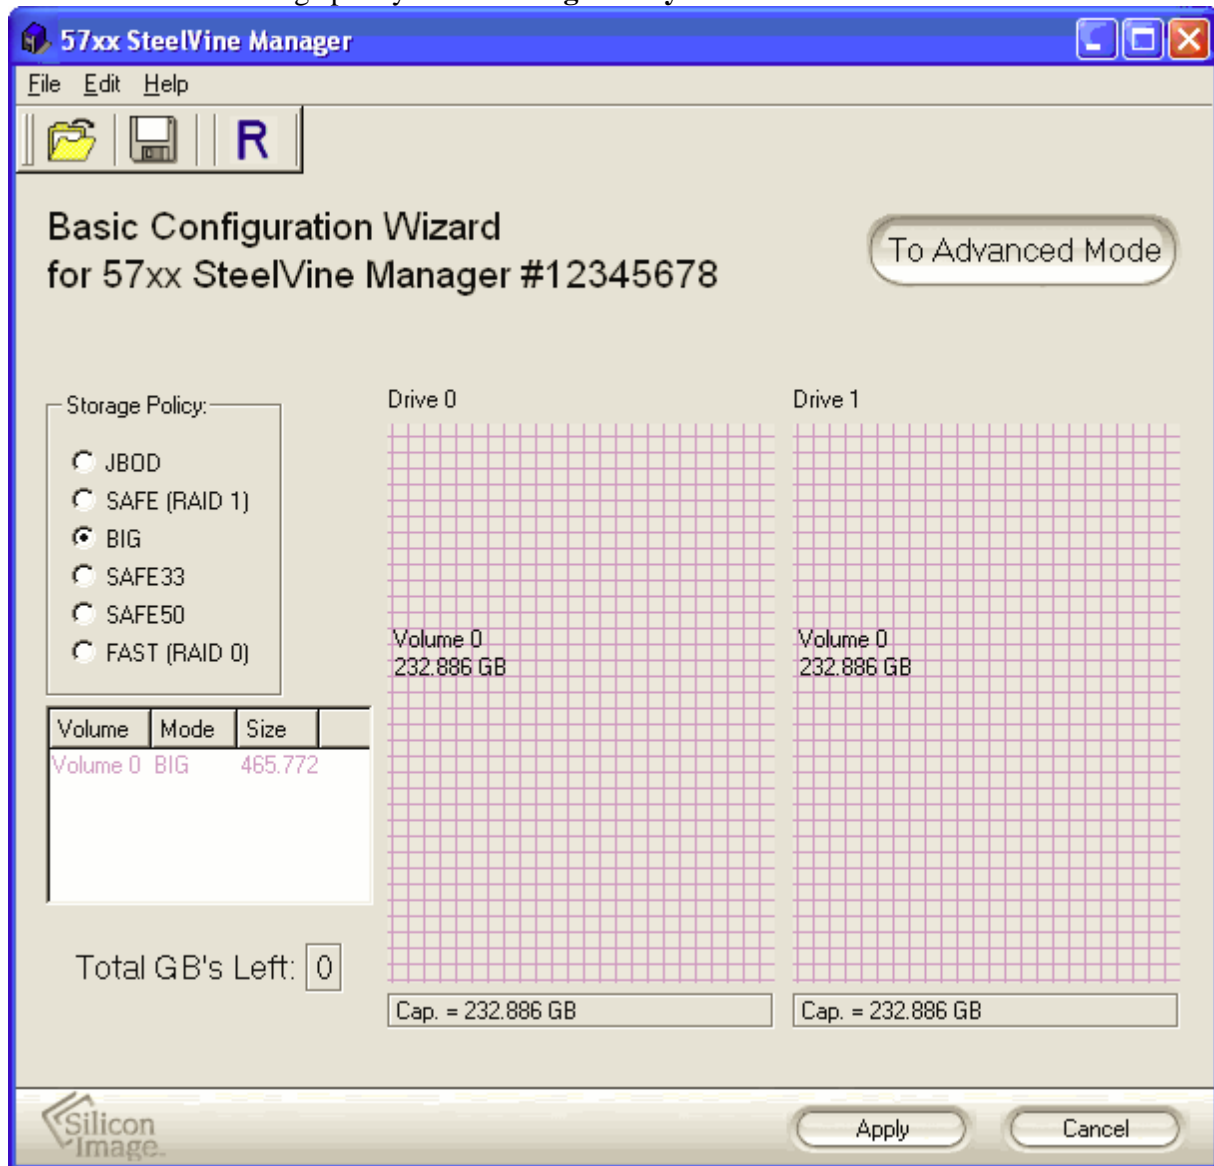 57xx SteelVine Manager
File Edit Help
R
Basic Configuration Wizard
for 57xx SteelVine Manager #12345678
To Advanced Mode
Storage Policy:
JBOD
SAFE (RAID 1)
BIG
SAFE33
SAFE50
FAST (RAID 0)
Drive 0
Volume 0
232.886 GB
Cap. = 232.886 GB
Drive 1
Volume 0
232.886 GB
Cap. = 232.886 GB
Volume Mode Size
Volume 0 BIG 465.772
Total GB's Left: 0
Silicon
Image.
Apply Cancel